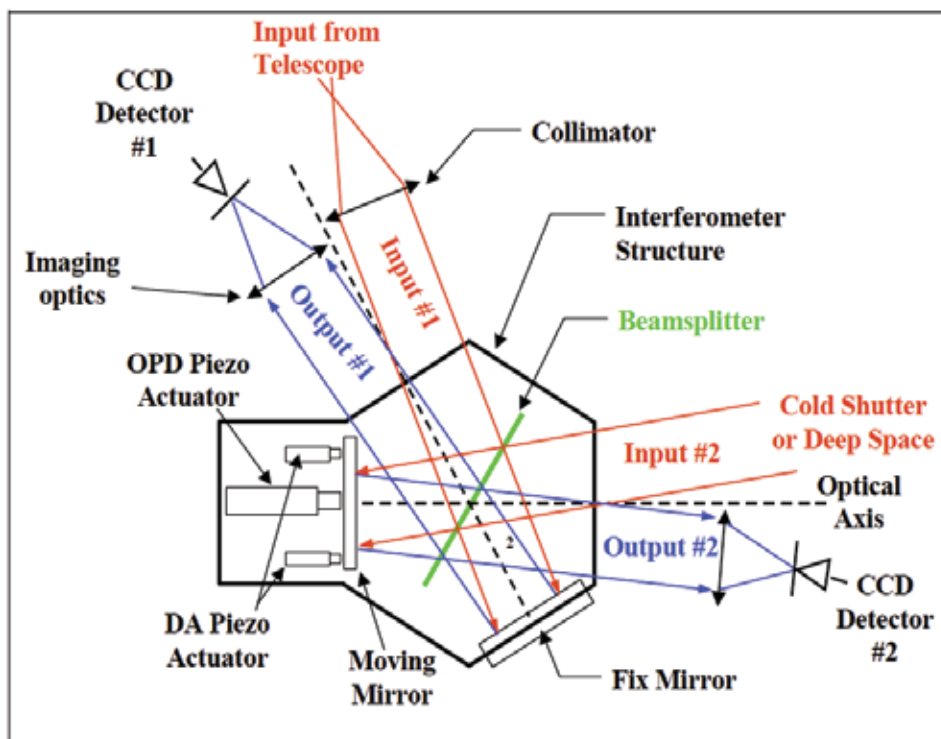 Input from
Telescope
CCD
Detector
#1
Collimator
Interferometer
Structure
Imaging
optics
Input #1
Output #1
Beamsplitter
OPD Piezo
Actuator
Cold Shutter
or Deep Space
Input #2
Optical
Axis
2
Output #2
CCD
Detector
#2
DA Piezo
Actuator
Moving
Mirror
Fix Mirror